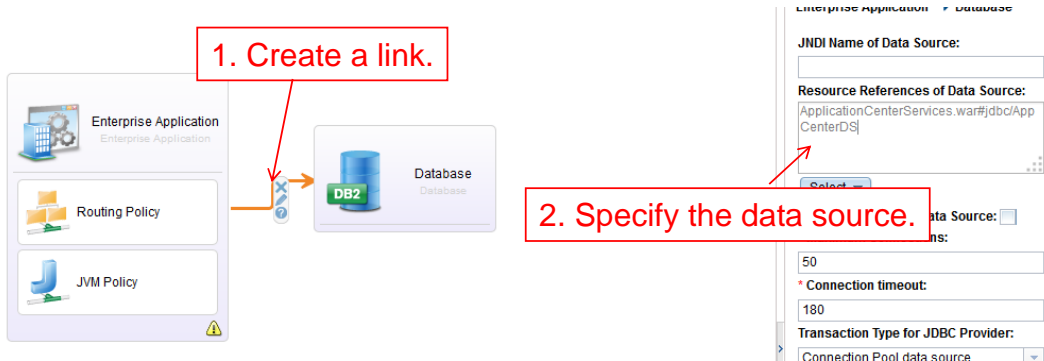 1. Create a link.
Enterprise Application
Enterprise Application
Routing Policy
JVM Policy
DB2
Database
Database
Enterprise Application Database
JNDI Name of Data Source:
Resource References of Data Source:
ApplicationCenterServices.war#jdbc/App
CenterDS
Select
2. Specify the data source.
ata Source:
ns:
50
* Connection timeout:
180
Transaction Type for JDBC Provider:
Connection Pool data source